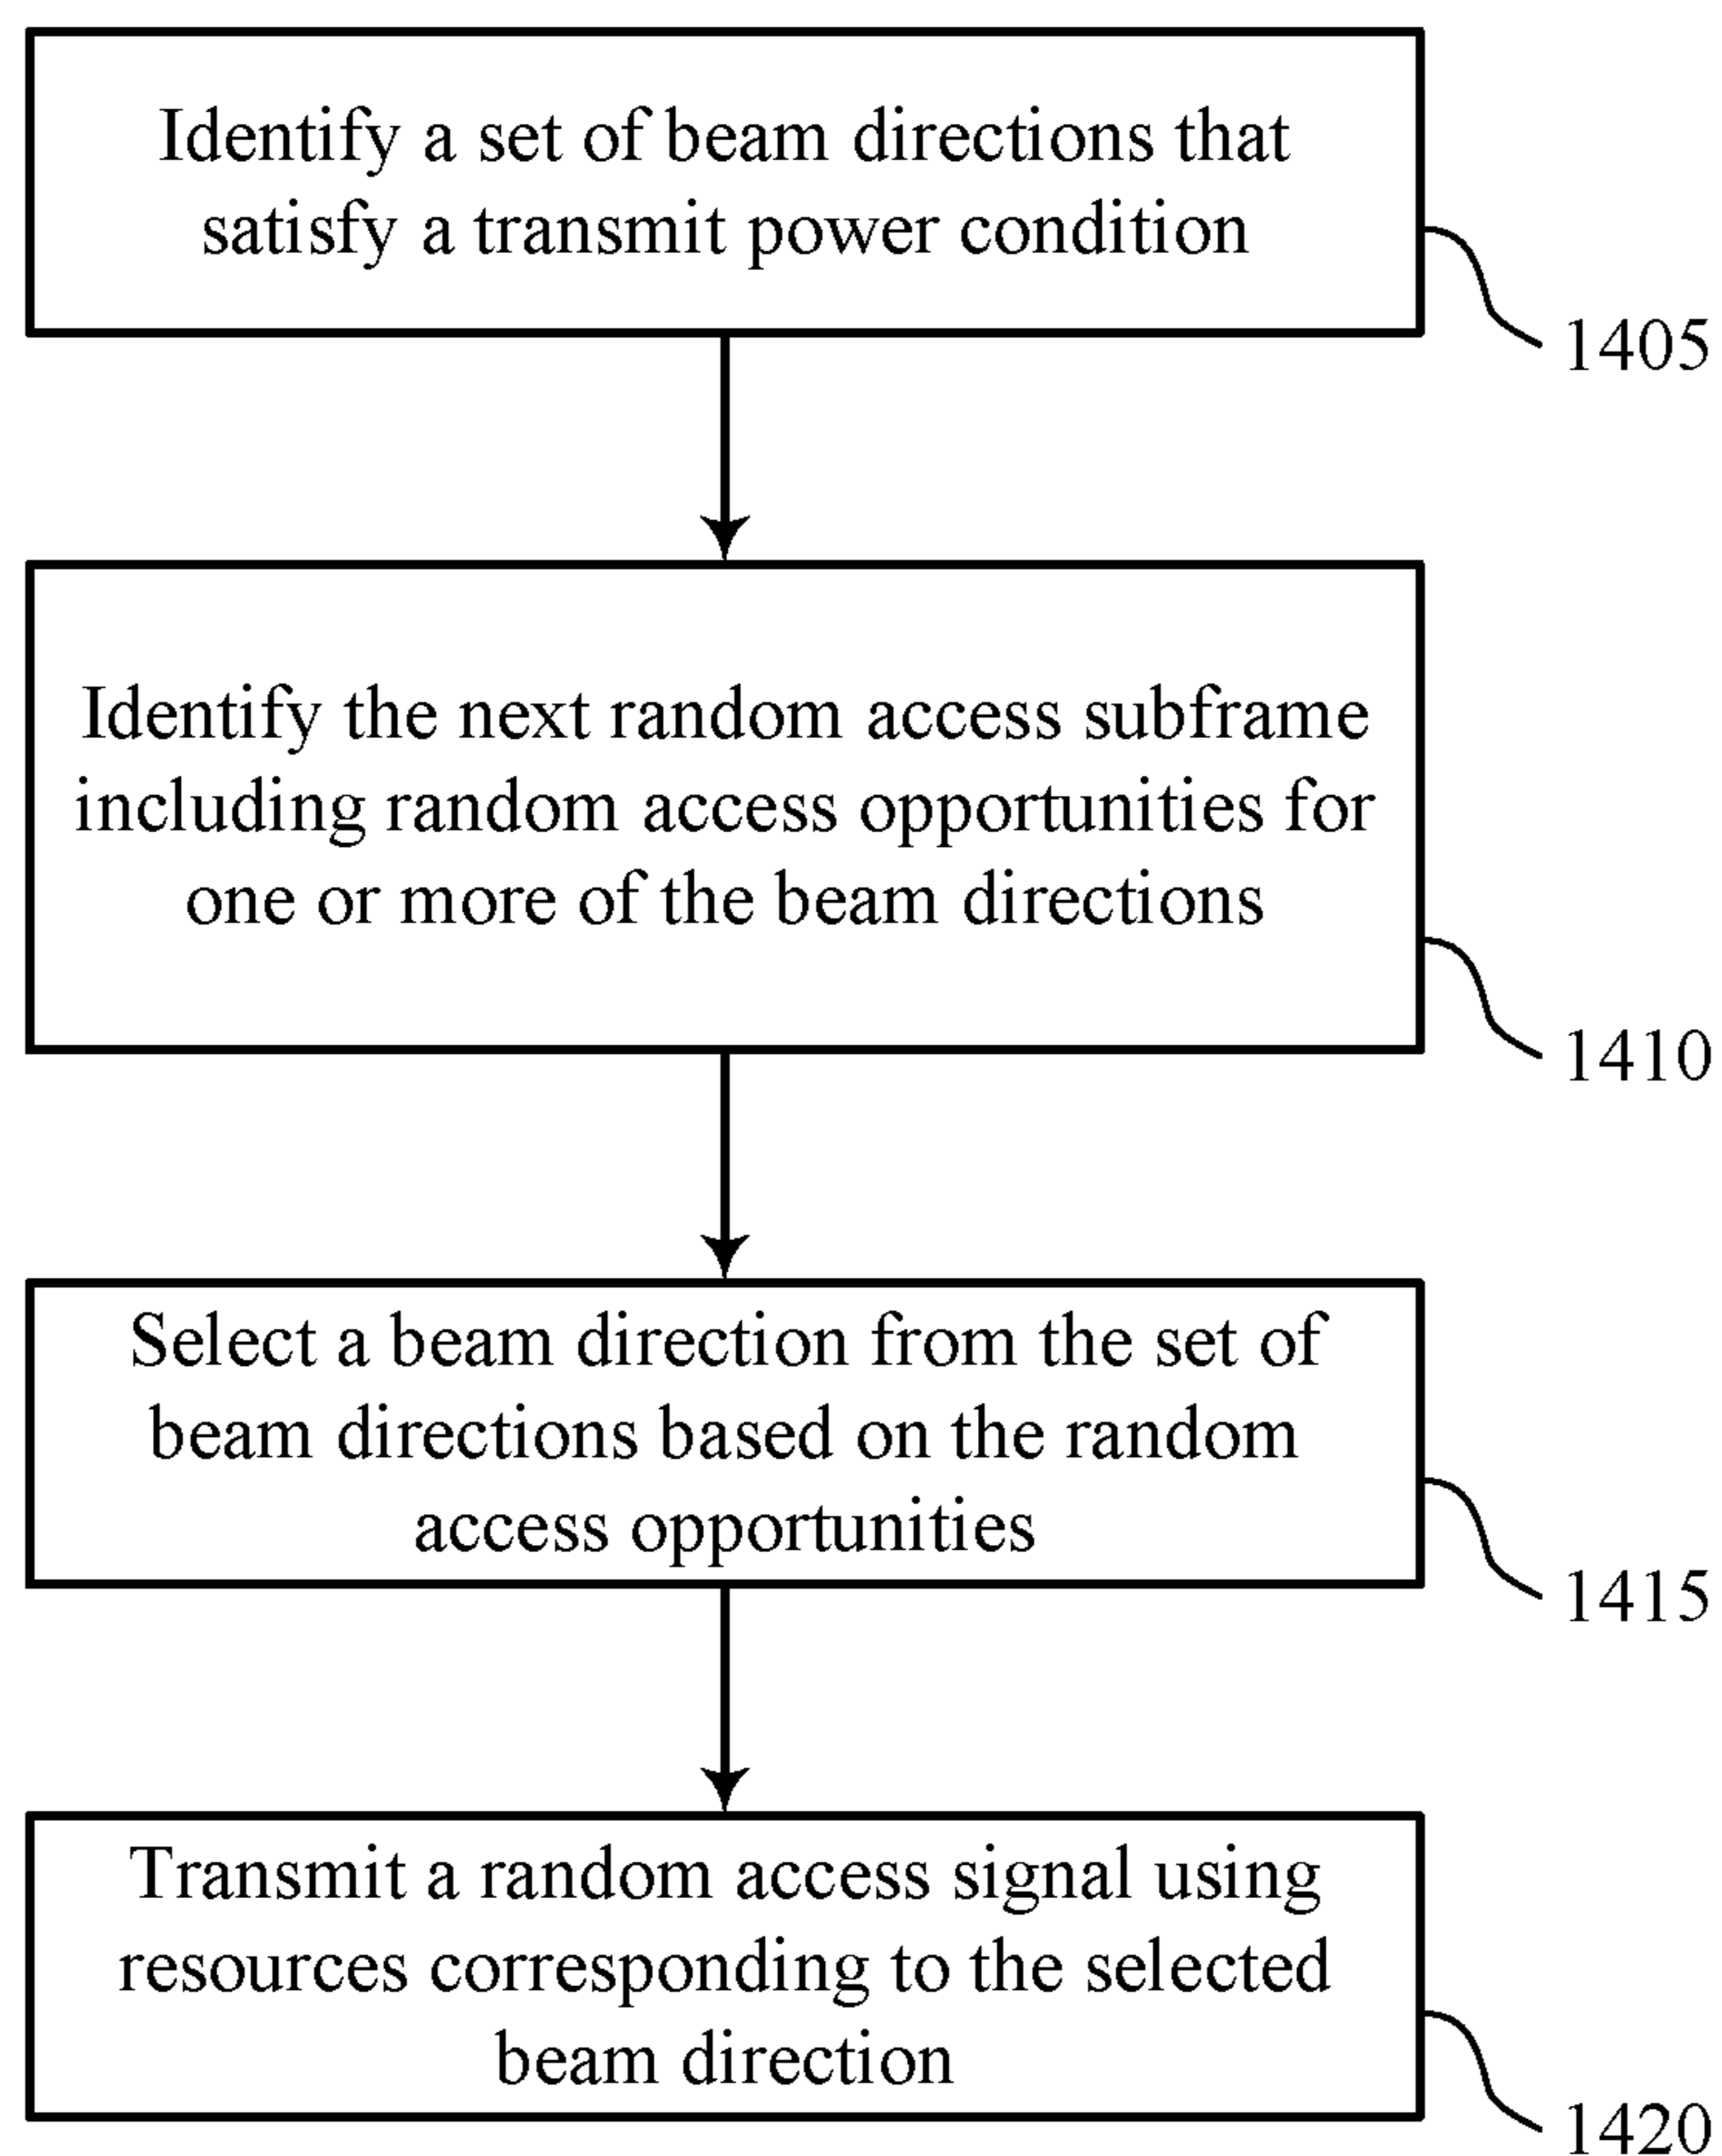 Identify a set of beam directions that
satisfy a transmit power condition
1405
Identify the next random access subframe
including random access opportunities for
one or more of the beam directions
1410
Select a beam direction from the set of
beam directions based on the random
access opportunities
1415
Transmit a random access signal using
resources corresponding to the selected
beam direction
1420